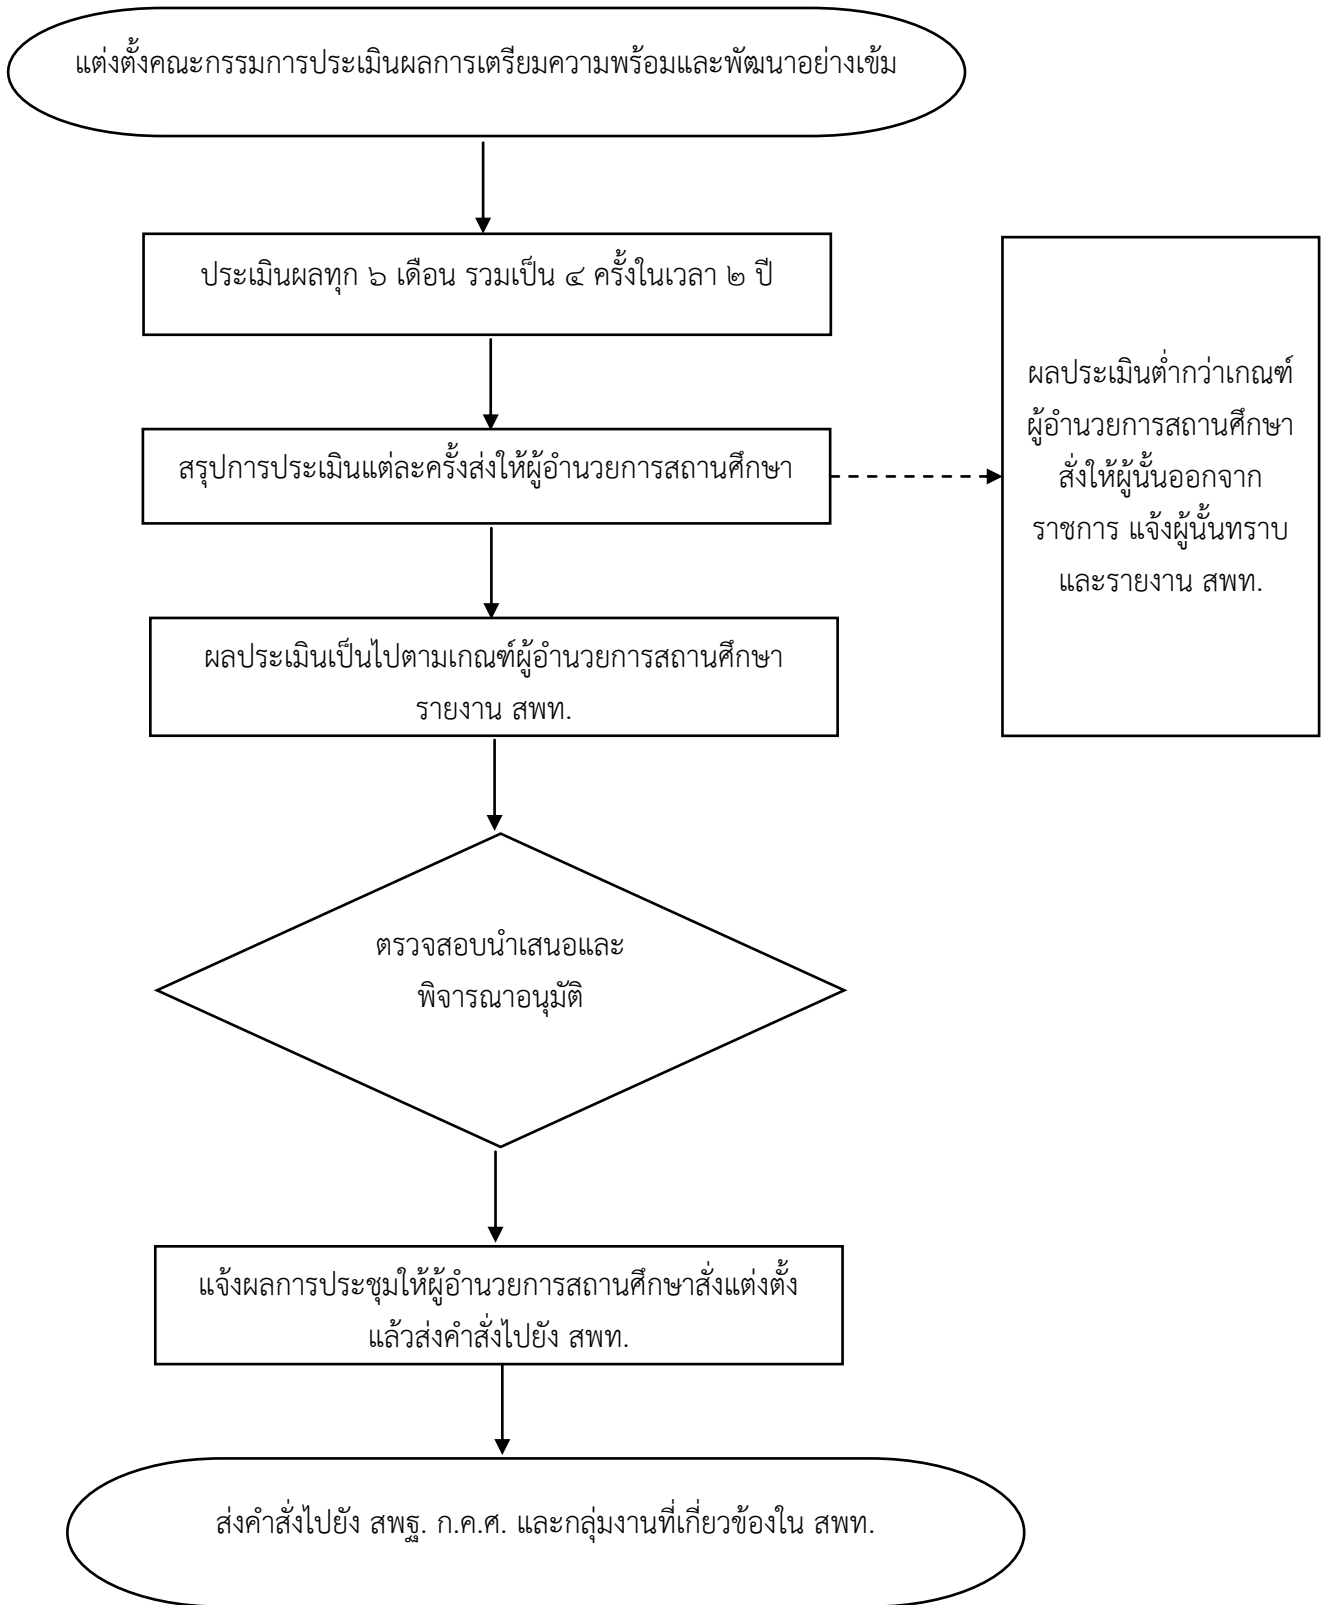 แต่งตั้งคณะกรรมการประเมินผลการเตรียมความพร้อมและพัฒนาอย่างเข้ม
ประเมินผลทุก ๖ เดือน รวมเป็น ๔ ครั้งในเวลา ๒ ปี
สรุปการประเมินแต่ละครั้งส่งให้ผู้อำนวยการสถานศึกษา
ผลประเมินต่ำกว่าเกณฑ์
ผู้อำนวยการสถานศึกษา
สั่งให้ผู้นั้นออกจาก
ราชการ แจ้งผู้นั้นทราบ
และรายงาน สพท.
ผลประเมินเป็นไปตามเกณฑ์ผู้อำนวยการสถานศึกษา
รายงาน สพท.
ตรวจสอบนำเสนอและ
พิจารณาอนุมัติ
แจ้งผลการประชุมให้ผู้อำนวยการสถานศึกษาสั่งแต่งตั้ง
แล้วส่งคำสั่งไปยัง สพท.
ส่งคำสั่งไปยัง สพฐ. ก.ค.ศ. และกลุ่มงานที่เกี่ยวข้องใน สพท.